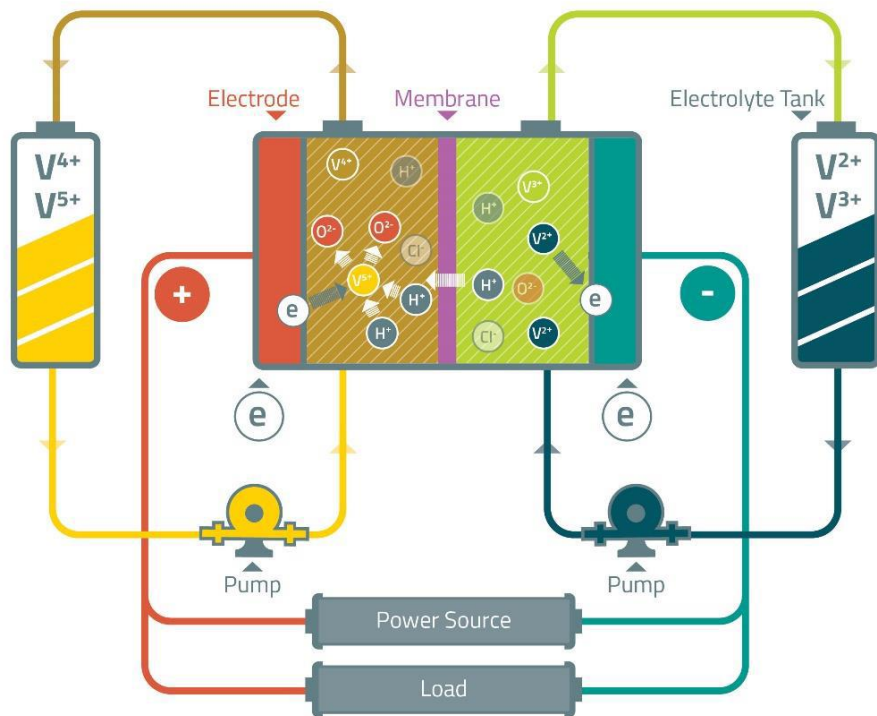 Electrode
Membrane
Electrolyte Tank
V⁴⁺
V⁵⁺
V²⁺
V³⁺
V⁴⁺
H⁺
V³⁺
H⁺
O²⁻
O²⁻
V²⁺
Cl⁻
V⁵⁺
H⁺
O²⁻
e
H⁺
e
H⁺
Cl⁻
V²⁺
+
-
e
e
Pump
Pump
Power Source
Load